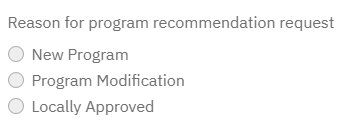 Reason for program recommendation request
New Program
Program Modification
Locally Approved